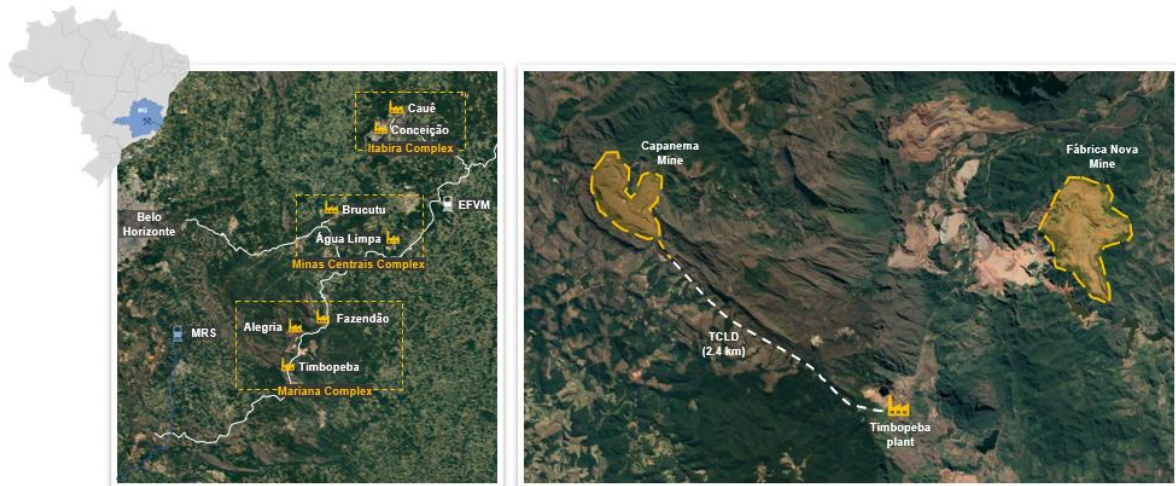 MG
Cauê
Conceição
Itabira Complex
EFVM
Belo
Horizonte
Brucutu
Água Limpa
Minas Centrais Complex
MRS
Alegria
Fazendão
Timbopeba
Mariana Complex
Capanema
Mine
Fábrica Nova
Mine
TCLD
(2.4 km)
Timbopeba
plant